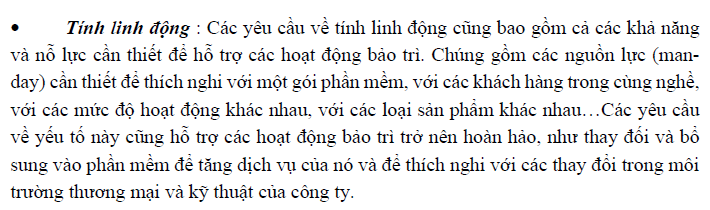 • Tính linh động : Các yêu cầu về tính linh động cũng bao gồm cả các khả năng
và nỗ lực cần thiết để hỗ trợ các hoạt động bảo trì. Chúng gồm các nguồn lực (man-
day) cần thiết để thích nghi với một gói phần mềm, với các khách hàng trong cùng nghề,
với các mức độ hoạt động khác nhau, với các loại sản phẩm khác nhau…Các yêu cầu
về yếu tố này cũng hỗ trợ các hoạt động bảo trì trở nên hoàn hảo, như thay đổi và bổ
sung vào phần mềm để tăng dịch vụ của nó và để thích nghi với các thay đổi trong môi
trường thương mại và kỹ thuật của công ty.